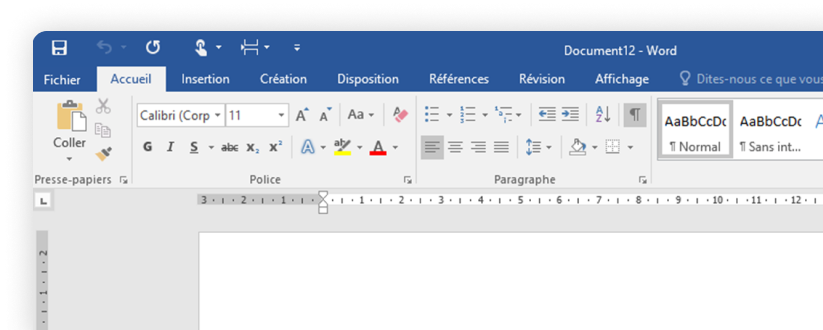 Document12 - Word
Fichier Accueil Insertion Création Disposition Références Révision Affichage Dites-nous ce que vous
Calibri (Corp 11 Aa
Coller
G I S abc x₂ x²
AaBbCcDc AaBbCcDc
¶ Normal ¶ Sans int...
Presse-papiers Police Paragraphe
L 3 2 1 1 2 3 4 5 6 7 8 9 10 11 12
2
1